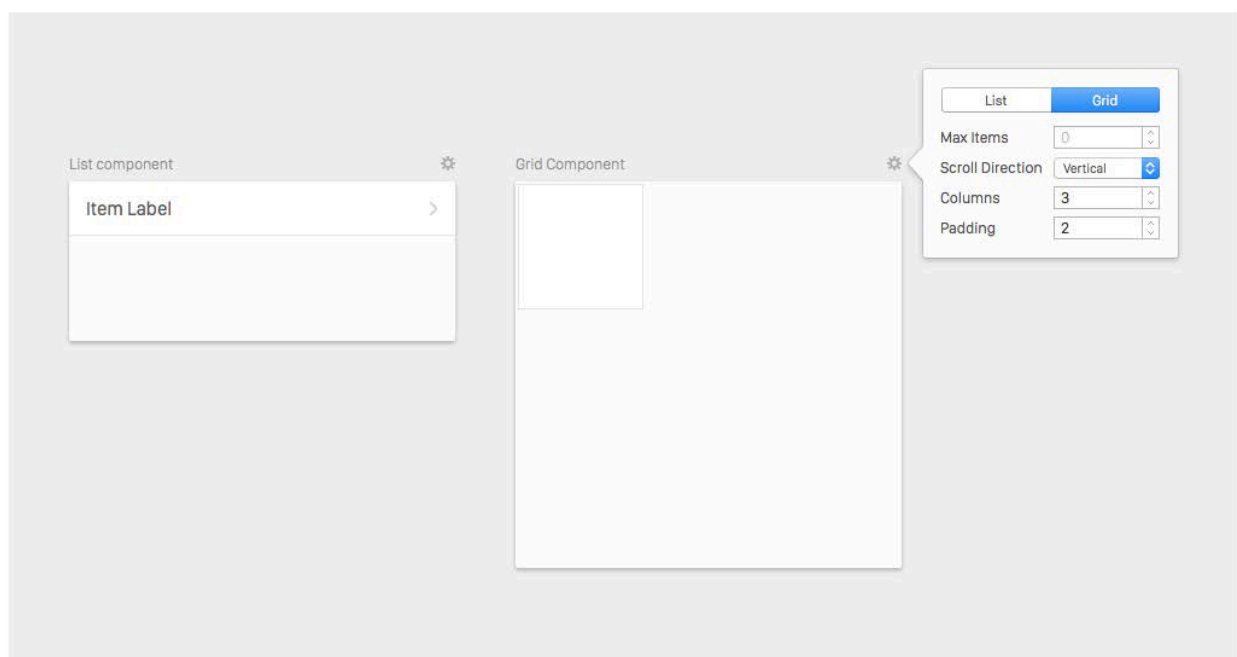 List component
Item Label
Grid Component
List Grid
Max Items 0
Scroll Direction Vertical
Columns 3
Padding 2